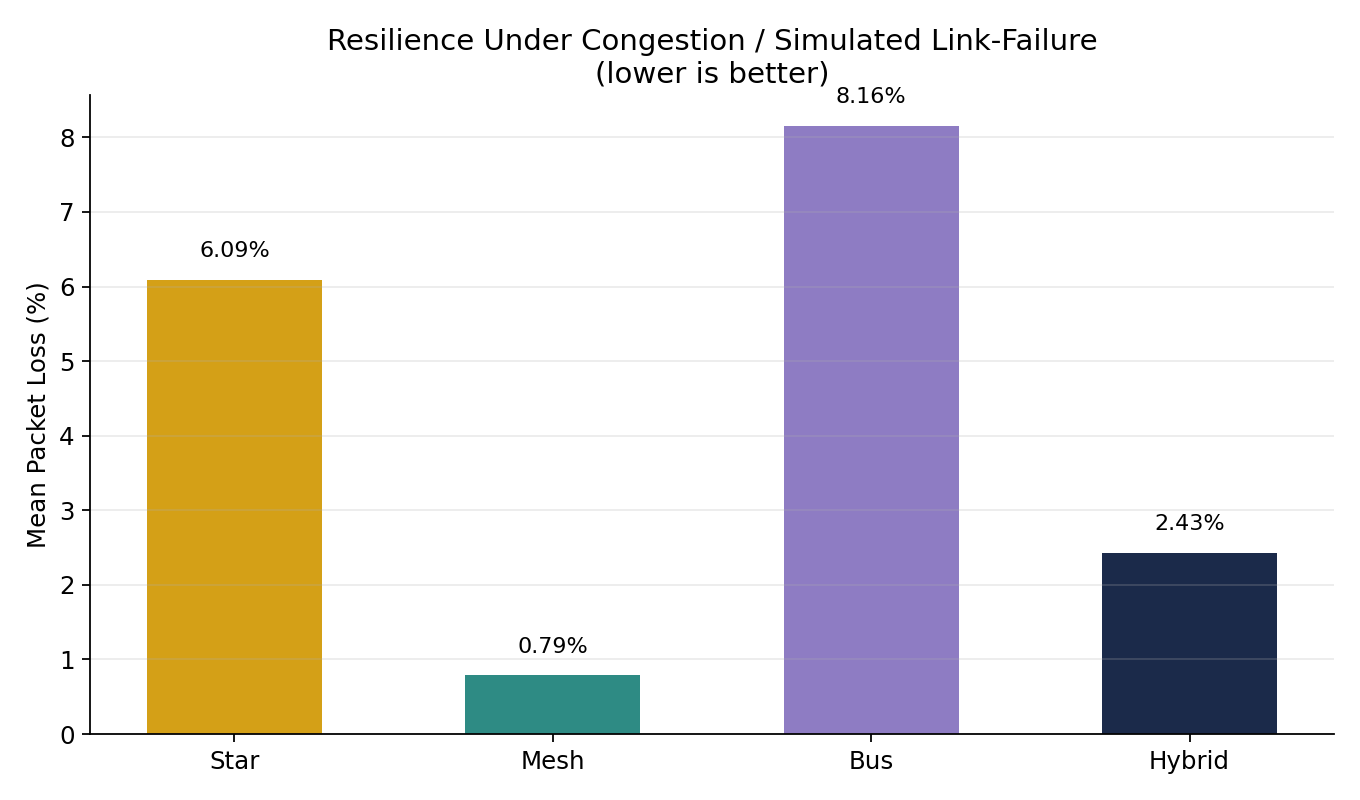 Resilience Under Congestion / Simulated Link-Failure
(lower is better)
Mean Packet Loss (%)
8
7
6
5
4
3
2
1
0
6.09%
0.79%
8.16%
2.43%
Star
Mesh
Bus
Hybrid